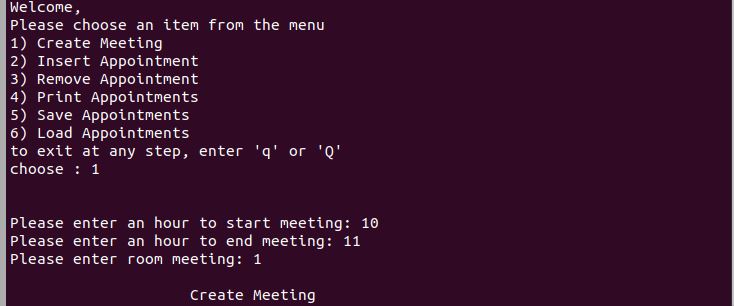 Welcome,
Please choose an item from the menu
1) Create Meeting
2) Insert Appointment
3) Remove Appointment
4) Print Appointments
5) Save Appointments
6) Load Appointments
to exit at any step, enter 'q' or 'Q'
choose : 1
Please enter an hour to start meeting: 10
Please enter an hour to end meeting: 11
Please enter room meeting: 1
Create Meeting